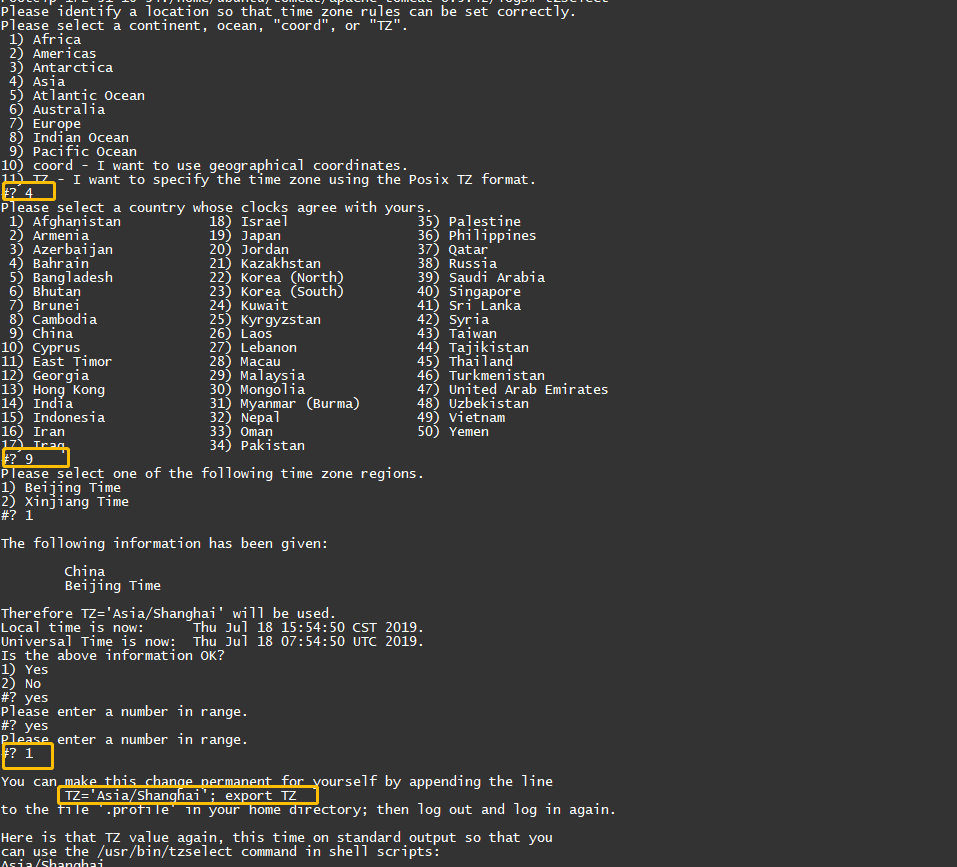 Please identify a location so that time zone rules can be set correctly.
Please select a continent, ocean, "coord", or "TZ".
 1) Africa
 2) Americas
 3) Antarctica
 4) Asia
 5) Atlantic Ocean
 6) Australia
 7) Europe
 8) Indian Ocean
 9) Pacific Ocean
10) coord - I want to use geographical coordinates.
11) TZ - I want to specify the time zone using the Posix TZ format.
#? 4
Please select a country whose clocks agree with yours.
 1) Afghanistan           18) Israel                35) Palestine
 2) Armenia               19) Japan                 36) Philippines
 3) Azerbaijan            20) Jordan                37) Qatar
 4) Bahrain               21) Kazakhstan            38) Russia
 5) Bangladesh            22) Korea (North)         39) Saudi Arabia
 6) Bhutan                23) Korea (South)         40) Singapore
 7) Brunei                24) Kuwait                41) Sri Lanka
 8) Cambodia              25) Kyrgyzstan            42) Syria
 9) China                 26) Laos                  43) Taiwan
10) Cyprus                27) Lebanon               44) Tajikistan
11) East Timor            28) Macau                 45) Thailand
12) Georgia               29) Malaysia              46) Turkmenistan
13) Hong Kong             30) Mongolia              47) United Arab Emirates
14) India                 31) Myanmar (Burma)       48) Uzbekistan
15) Indonesia             32) Nepal                 49) Vietnam
16) Iran                  33) Oman                  50) Yemen
17) Iraq                  34) Pakistan
#? 9
Please select one of the following time zone regions.
1) Beijing Time
2) Xinjiang Time
#? 1
The following information has been given:
        China
        Beijing Time
Therefore TZ='Asia/Shanghai' will be used.
Local time is now:      Thu Jul 18 15:54:50 CST 2019.
Universal Time is now:  Thu Jul 18 07:54:50 UTC 2019.
Is the above information OK?
1) Yes
2) No
#? yes
Please enter a number in range.
#? yes
Please enter a number in range.
#? 1
You can make this change permanent for yourself by appending the line
        TZ='Asia/Shanghai'; export TZ
to the file '.profile' in your home directory; then log out and log in again.
Here is that TZ value again, this time on standard output so that you
can use the /usr/bin/tzselect command in shell scripts:
Asia/Shanghai